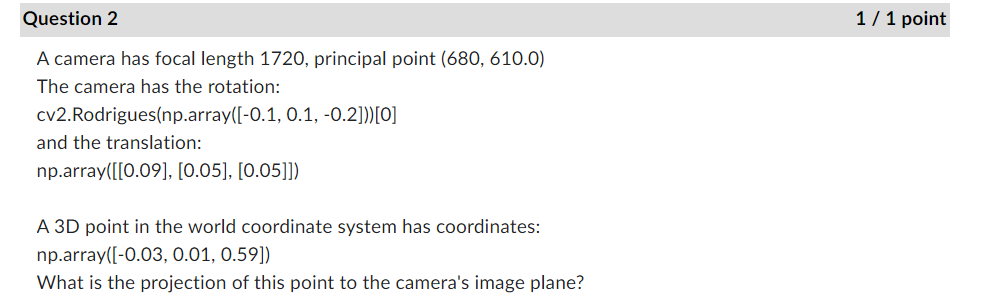 Question 2
1 / 1 point
A camera has focal length 1720, principal point (680, 610.0)
The camera has the rotation:
cv2.Rodrigues(np.array([-0.1, 0.1, -0.2]))[0]
and the translation:
np.array([[0.09], [0.05], [0.05]])
A 3D point in the world coordinate system has coordinates:
np.array([-0.03, 0.01, 0.59])
What is the projection of this point to the camera's image plane?